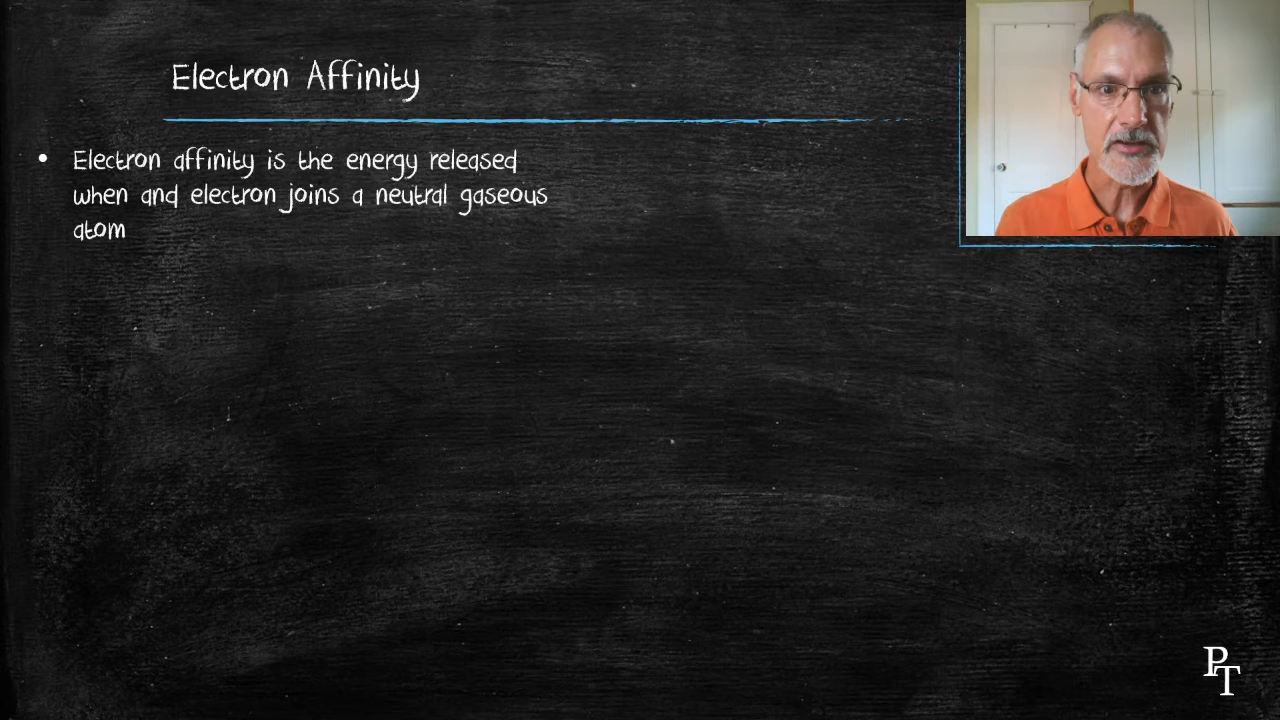 Electron Affinity
• Electron affinity is the energy released
when and electron joins a neutral gaseous
atom
PT